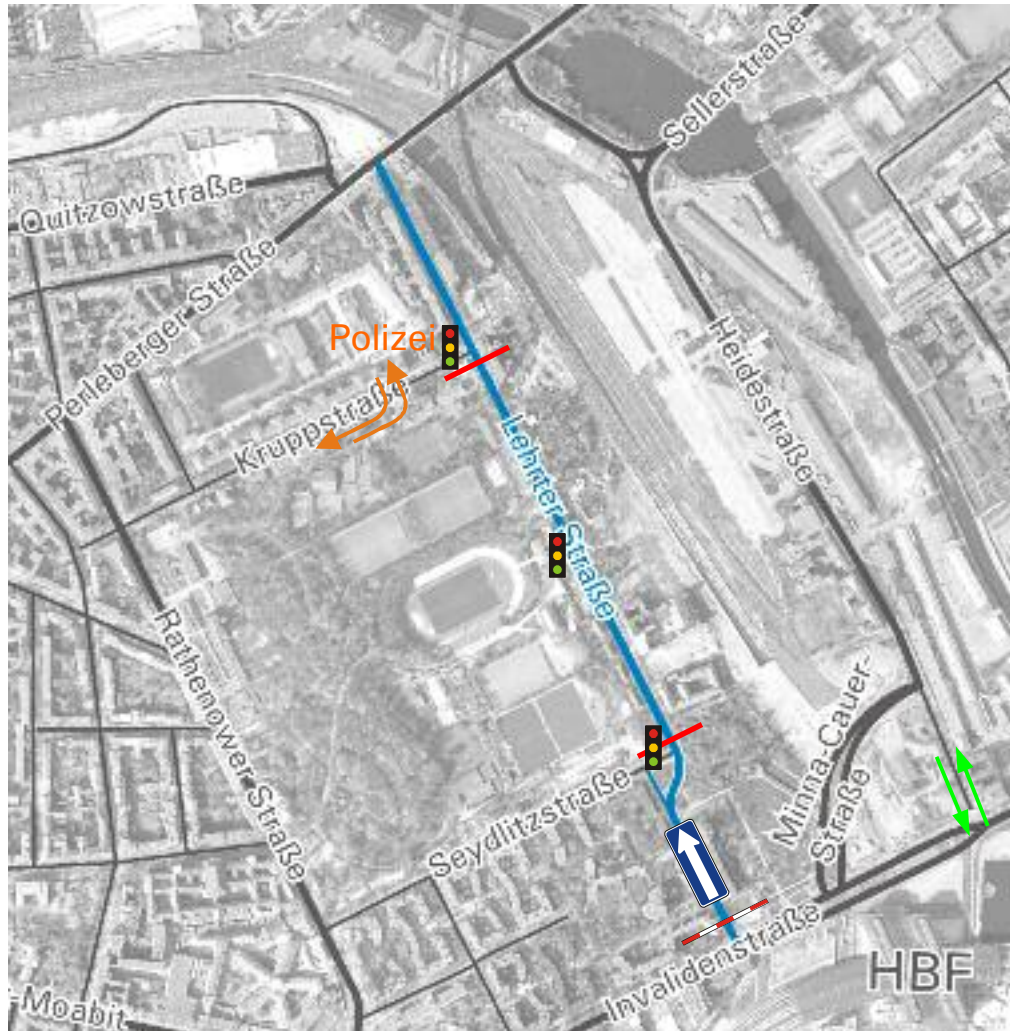 Sellerstraße
Quitzowstraße
Perleberger Straße
Polizei
Kruppstraße
Heidestraße
Lehrter Straße
Rathenower Straße
Minna-Cauer-
Straße
Seydlitzstraße
Invalidenstraße
HBF
-Moabit